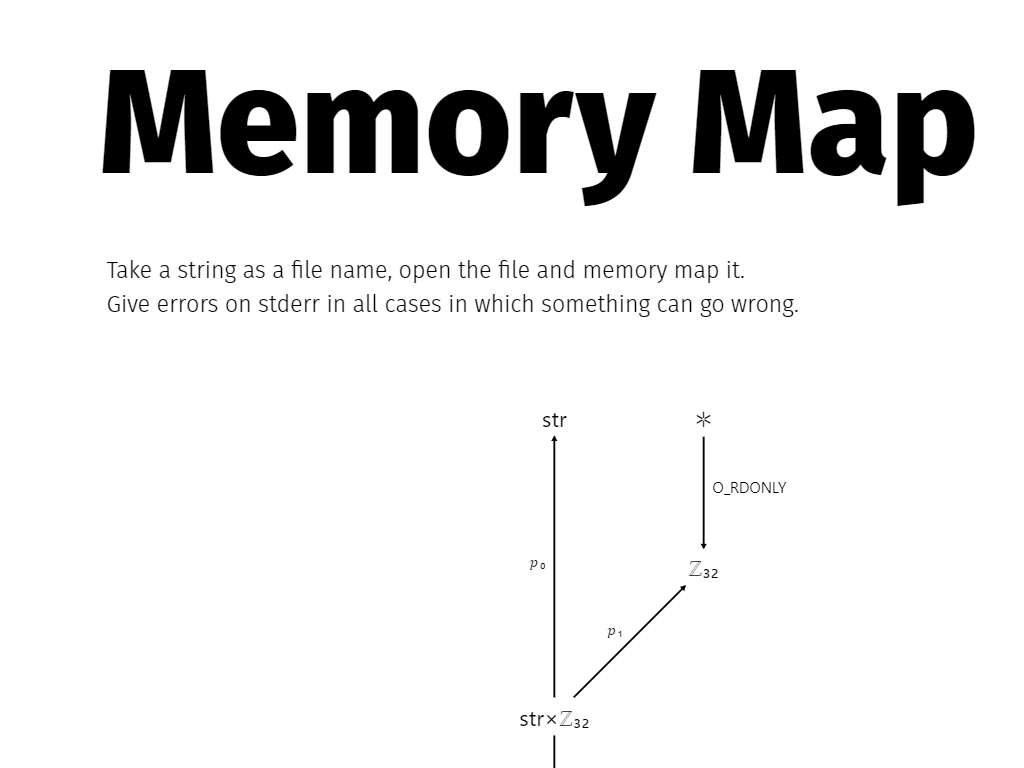 Memory Map
Take a string as a file name, open the file and memory map it.
Give errors on stderr in all cases in which something can go wrong.
str
*
O_RDONLY
p₀
ℤ₃₂
p₁
str×ℤ₃₂